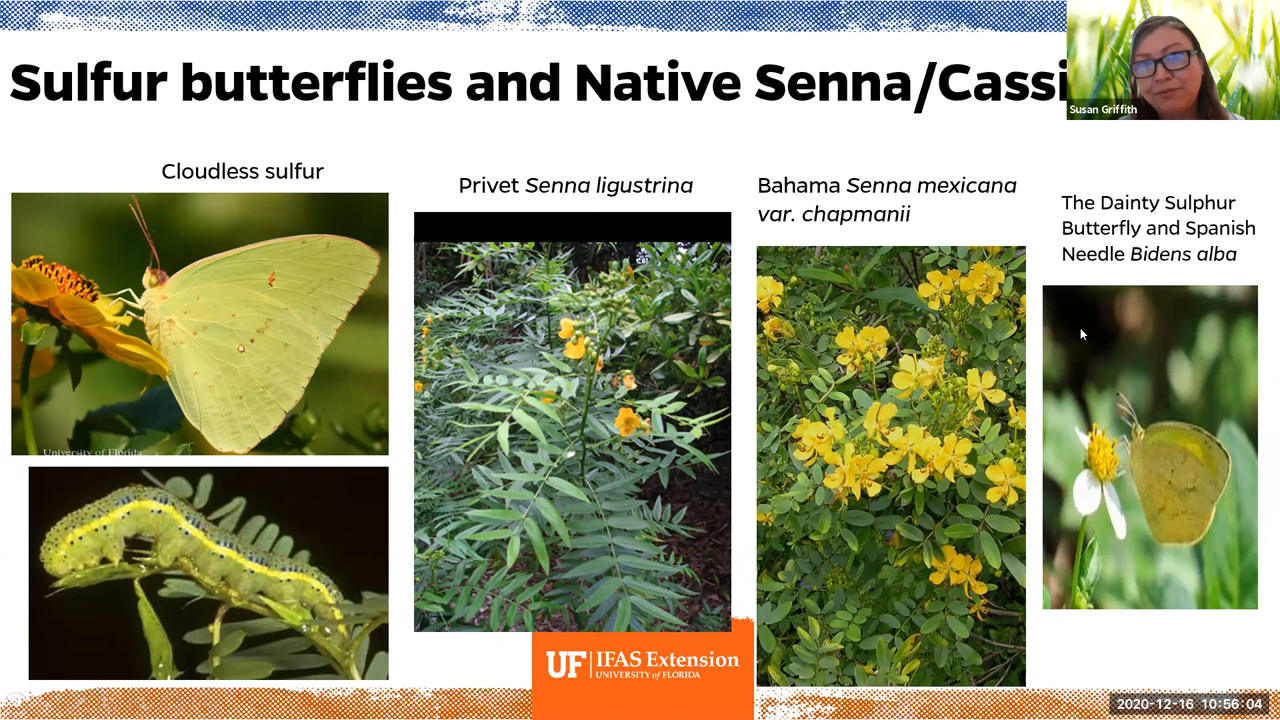 Sulfur butterflies and Native Senna/Cassi
Susan Griffith
Cloudless sulfur
Privet Senna ligustrina
Bahama Senna mexicana
var. chapmanii
The Dainty Sulphur
Butterfly and Spanish
Needle Bidens alba
University of Florida
UF
IFAS Extension
UNIVERSITY of FLORIDA
2020-12-16 10:56:04